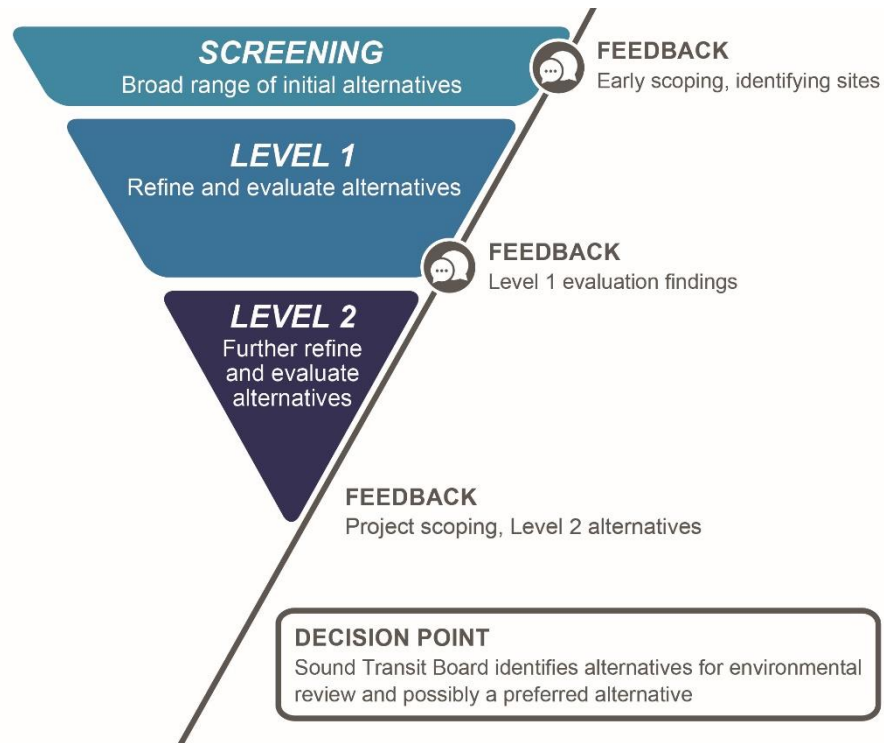 SCREENING
Broad range of initial alternatives
FEEDBACK
Early scoping, identifying sites
LEVEL 1
Refine and evaluate alternatives
FEEDBACK
Level 1 evaluation findings
LEVEL 2
Further refine
and evaluate
alternatives
FEEDBACK
Project scoping, Level 2 alternatives
DECISION POINT
Sound Transit Board identifies alternatives for environmental
review and possibly a preferred alternative